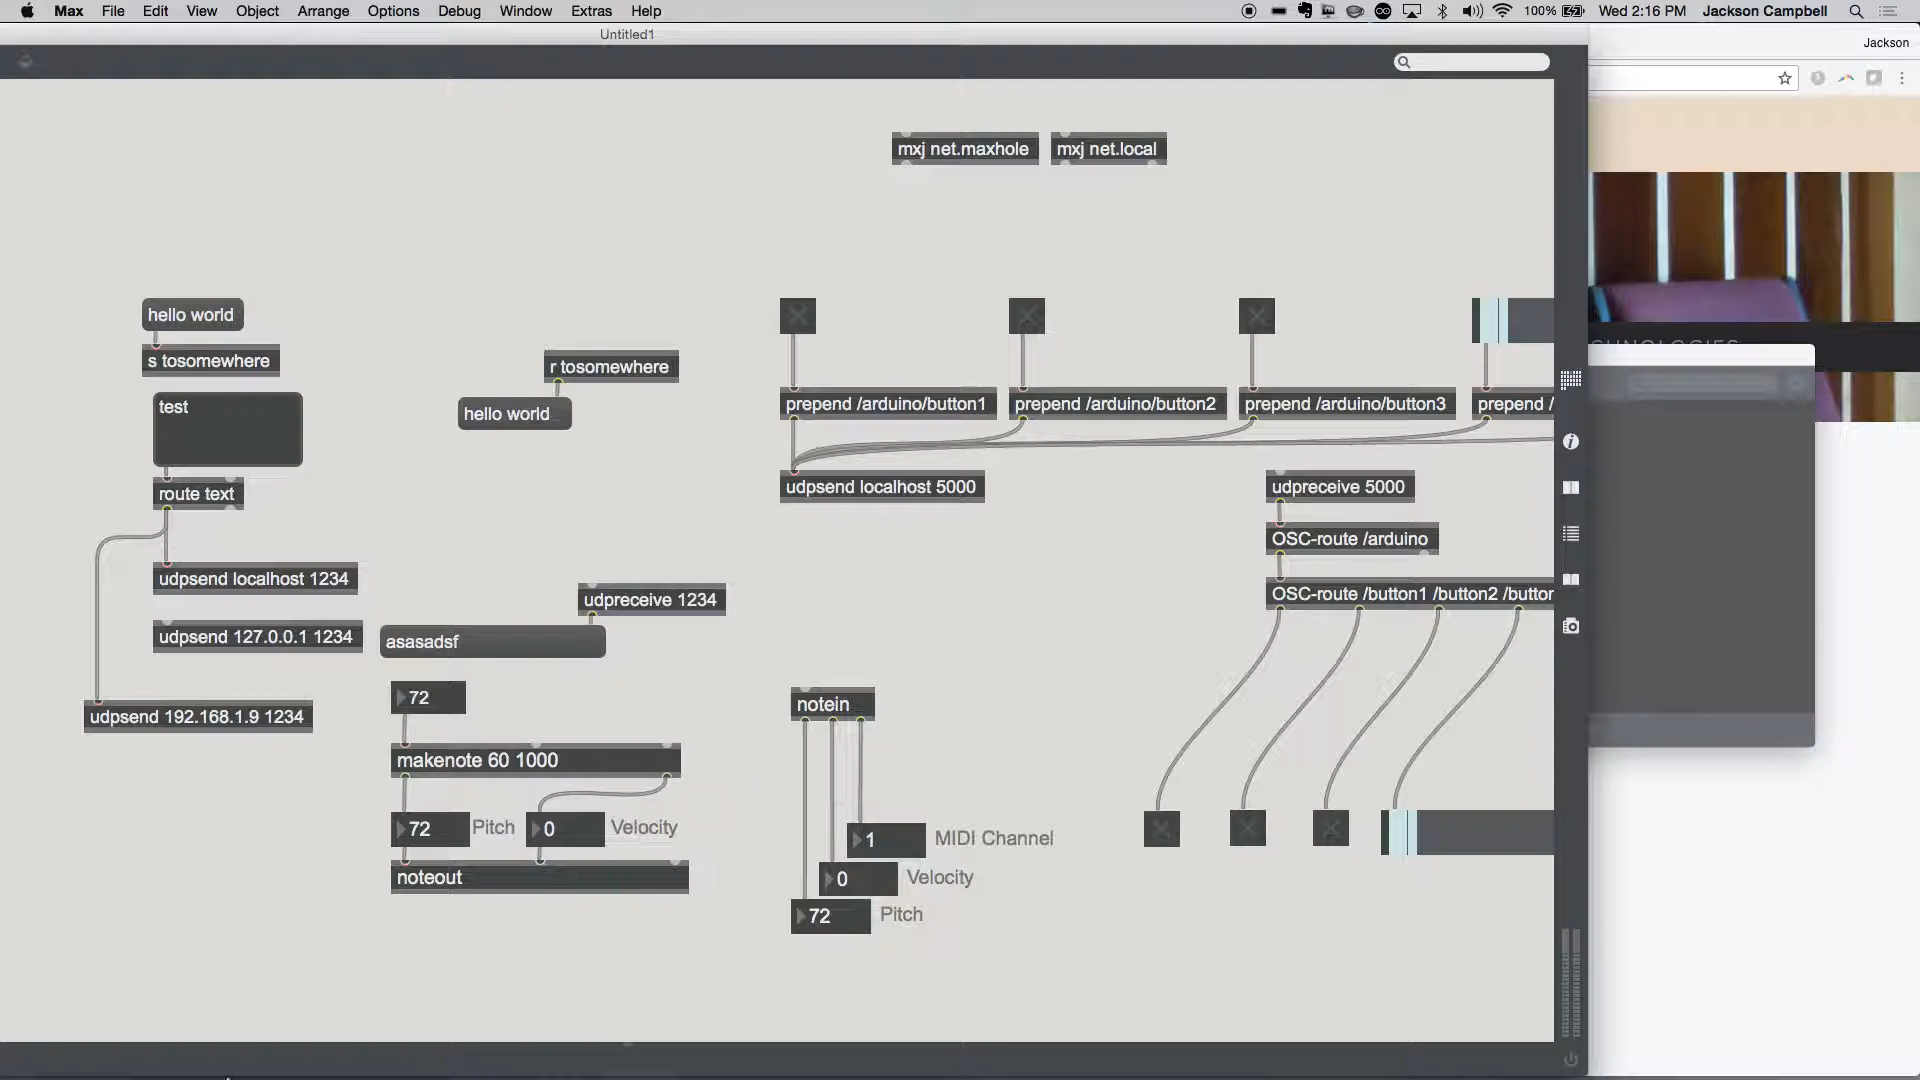 Max File Edit View Object Arrange Options Debug Window Extras Help 100% Wed 2:16 PM Jackson Campbell
Untitled1
Jackson
mxj net.maxhole mxj net.local
hello world
s tosomewhere
r tosomewhere
hello world
test
route text
udpsend localhost 1234
udpsend 127.0.0.1 1234
udpsend 192.168.1.9 1234
udpreceive 1234
asasadsf
72
makenote 60 1000
72 Pitch 0 Velocity
noteout
prepend /arduino/button1 prepend /arduino/button2 prepend /arduino/button3 prepend /
udpsend localhost 5000
udpreceive 5000
OSC-route /arduino
OSC-route /button1 /button2 /button
notein
1 MIDI Channel
0 Velocity
72 Pitch